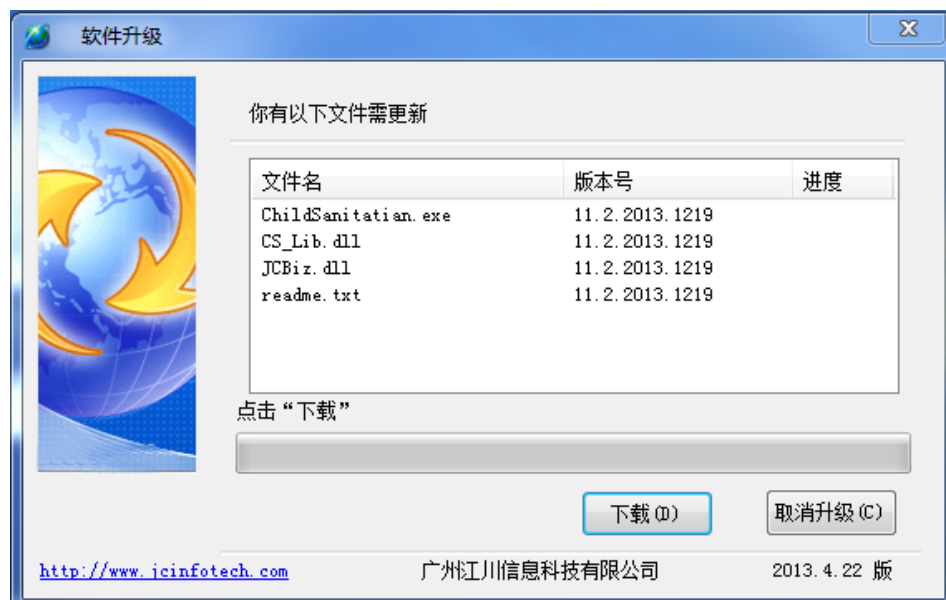 软件升级
你有以下文件需更新
文件名 版本号 进度
ChildSanitatian.exe 11.2.2013.1219
CS_Lib.dll 11.2.2013.1219
JCBiz.dll 11.2.2013.1219
readme.txt 11.2.2013.1219
点击“下载”
下载(D) 取消升级(C)
http://www.jcinfotech.com 广州江川信息科技有限公司 2013.4.22 版